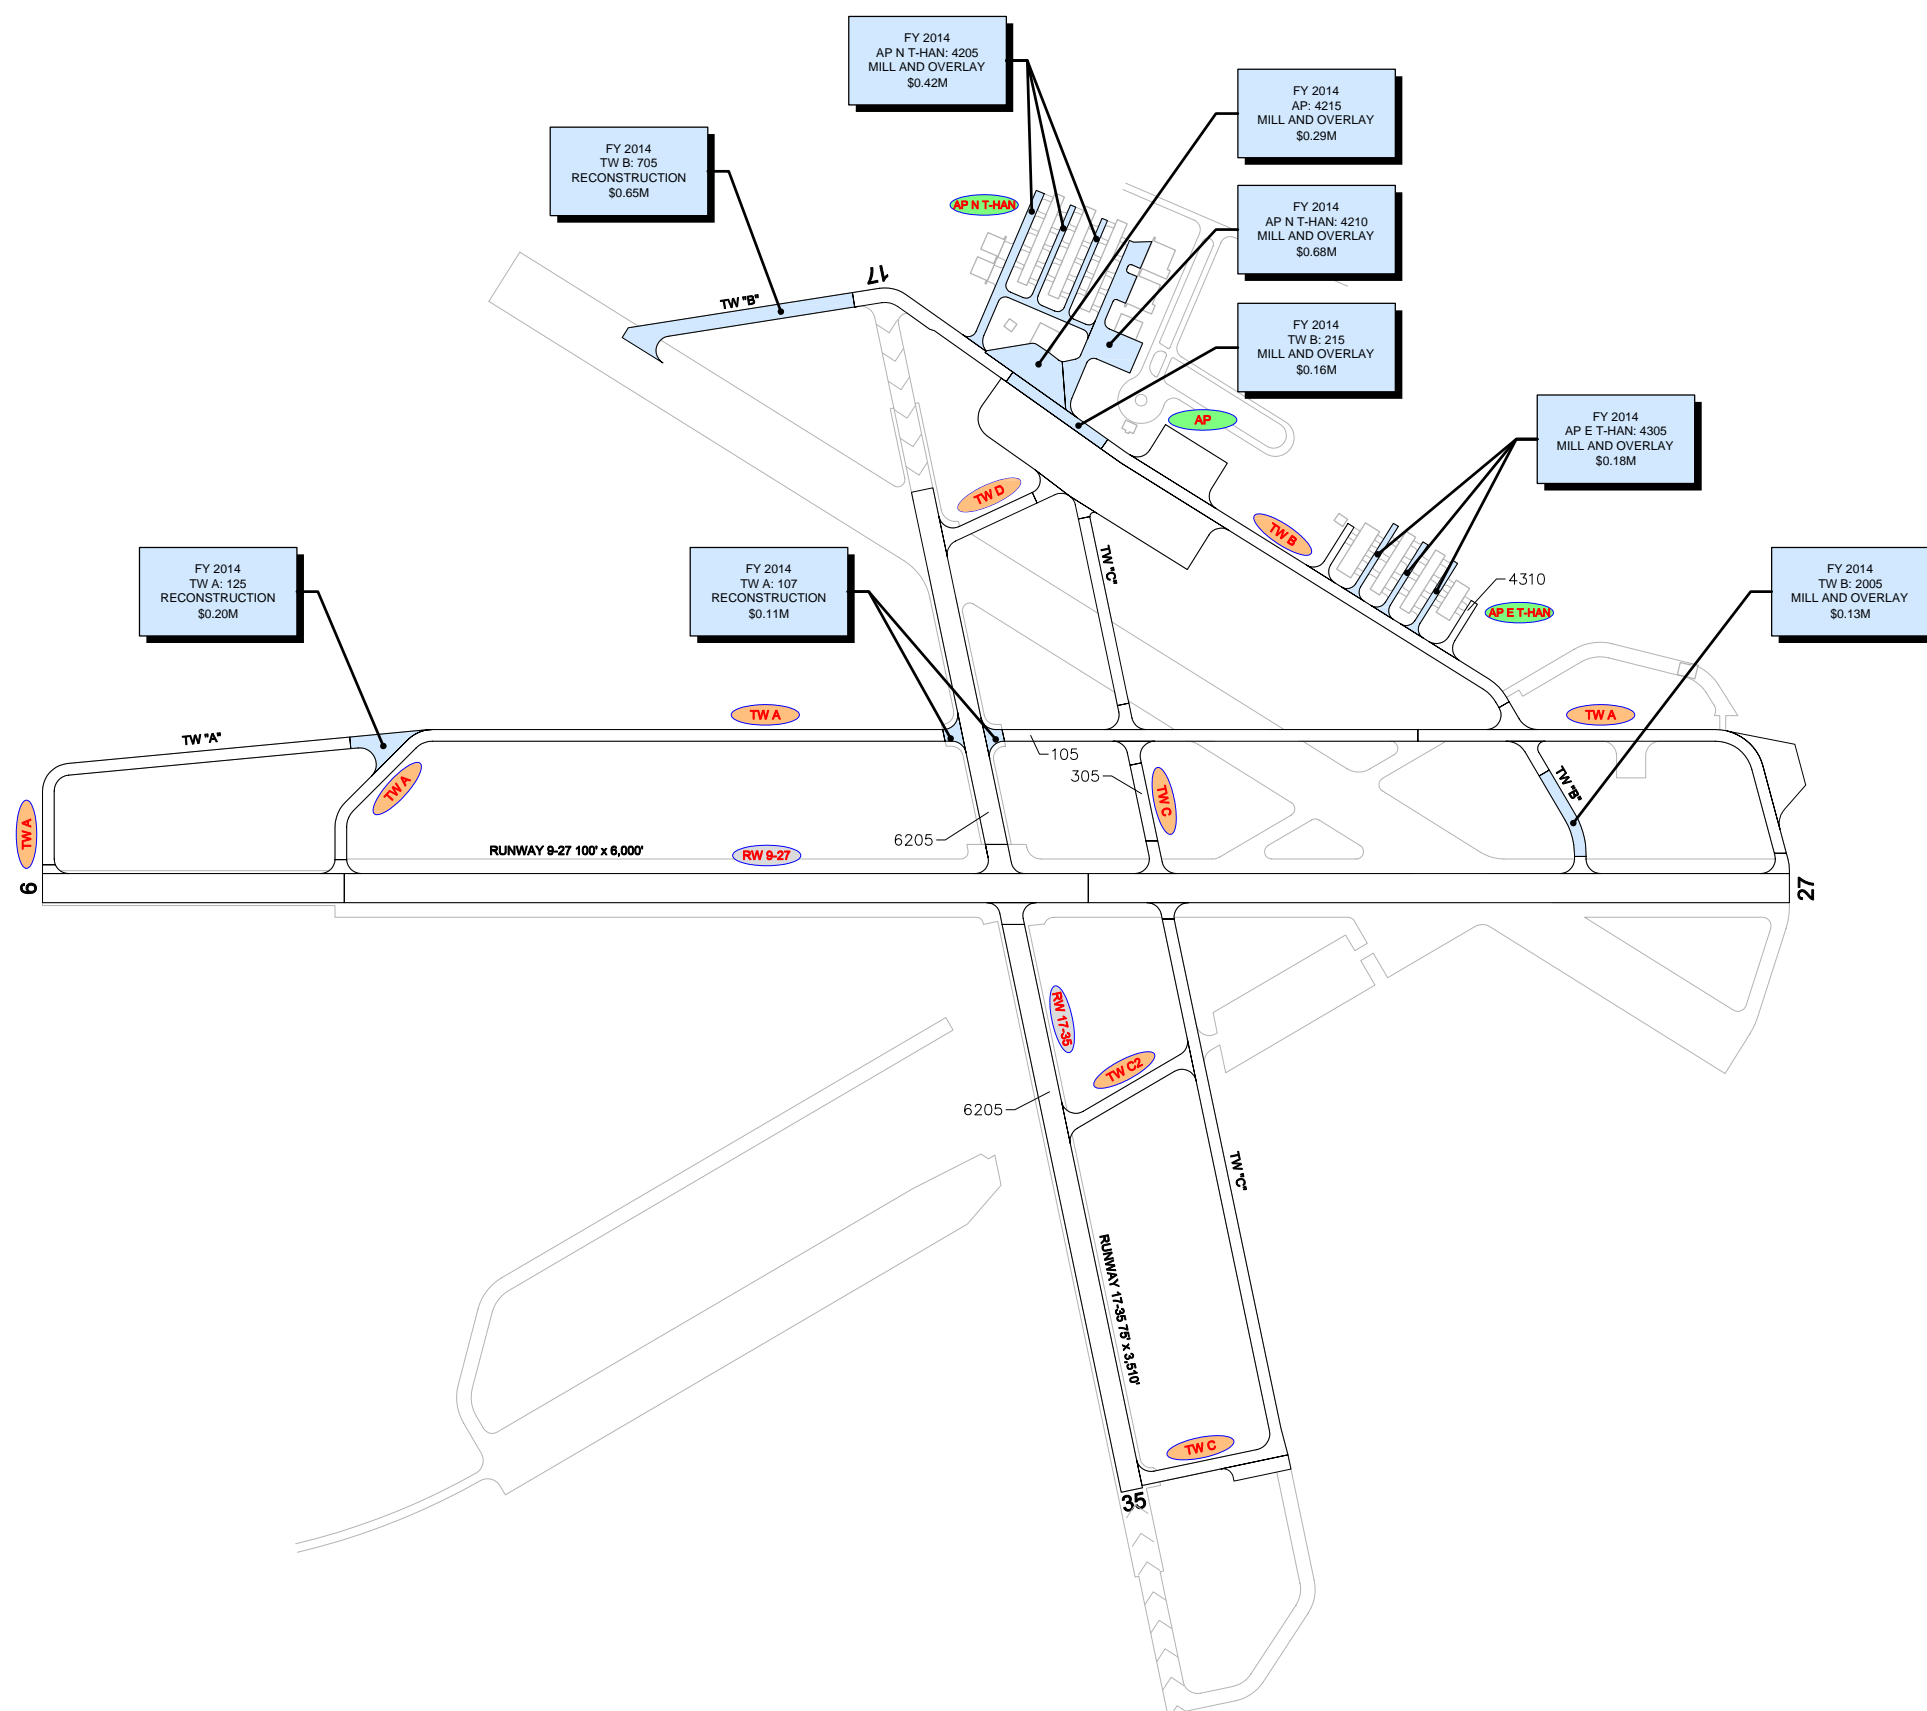 FY 2014
AP N T-HAN: 4205
MILL AND OVERLAY
$0.42M
FY 2014
AP: 4215
MILL AND OVERLAY
$0.29M
FY 2014
TW B: 705
RECONSTRUCTION
$0.65M
FY 2014
AP N T-HAN: 4210
MILL AND OVERLAY
$0.68M
AP N T-HAN
17
TW "B"
FY 2014
TW B: 215
MILL AND OVERLAY
$0.16M
AP
FY 2014
AP E T-HAN: 4305
MILL AND OVERLAY
$0.18M
TW D
TW B
TW "C"
4310
AP E T-HAN
FY 2014
TW A: 125
RECONSTRUCTION
$0.20M
FY 2014
TW A: 107
RECONSTRUCTION
$0.11M
FY 2014
TW B: 2005
MILL AND OVERLAY
$0.13M
TW "A"
TW A
TW A
105
305
TW A
TW C
TW "B"
TW A
6205
RUNWAY 9-27 100' x 6,000'
RW 9-27
9
27
RW 17-35
TW C2
6205
TW "C"
RUNWAY 17-35 75' x 3,510'
TW C
35